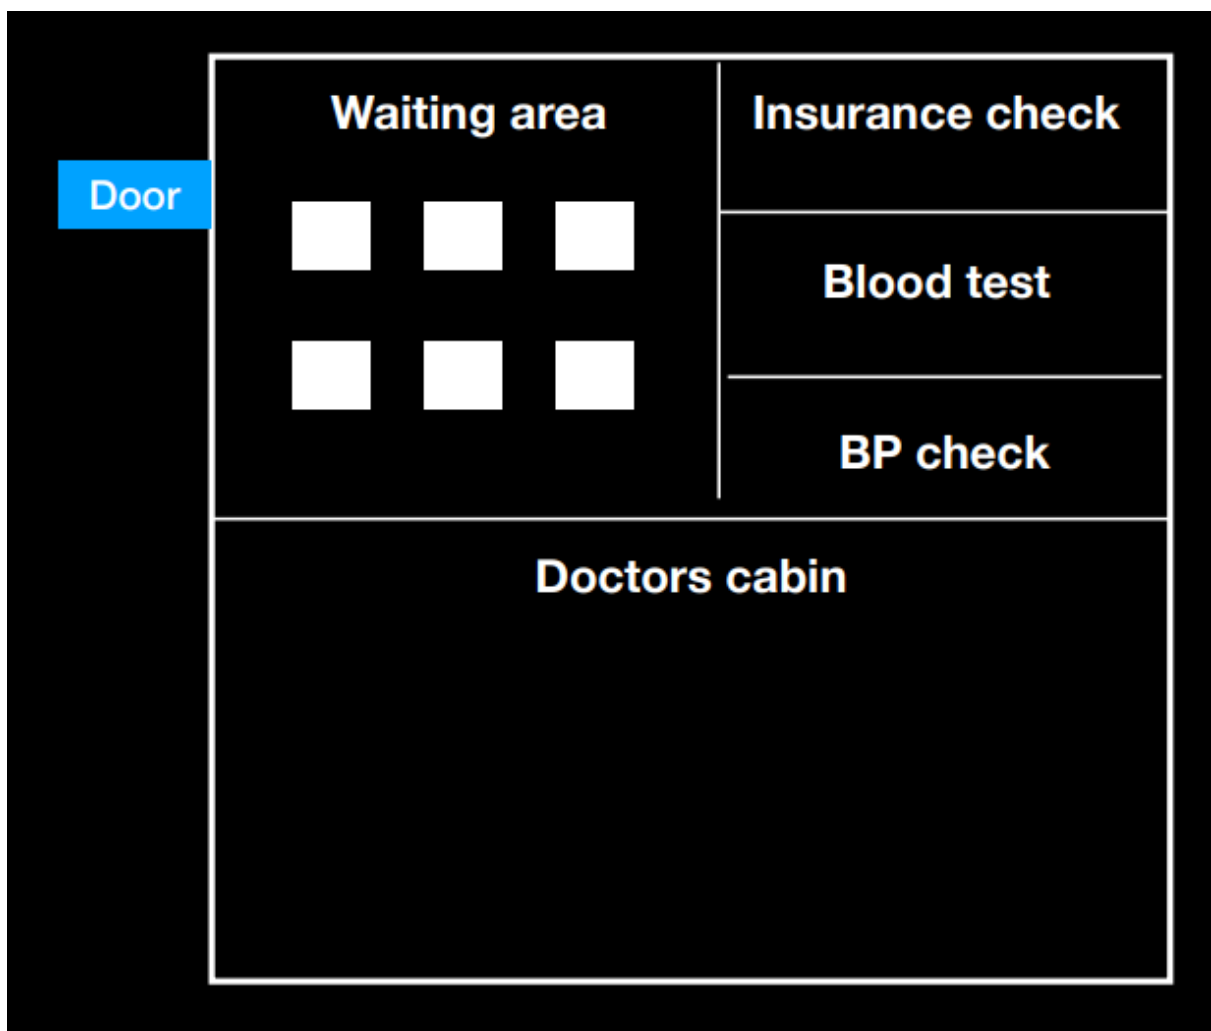 Waiting area
Insurance check
Door
Blood test
BP check
Doctors cabin